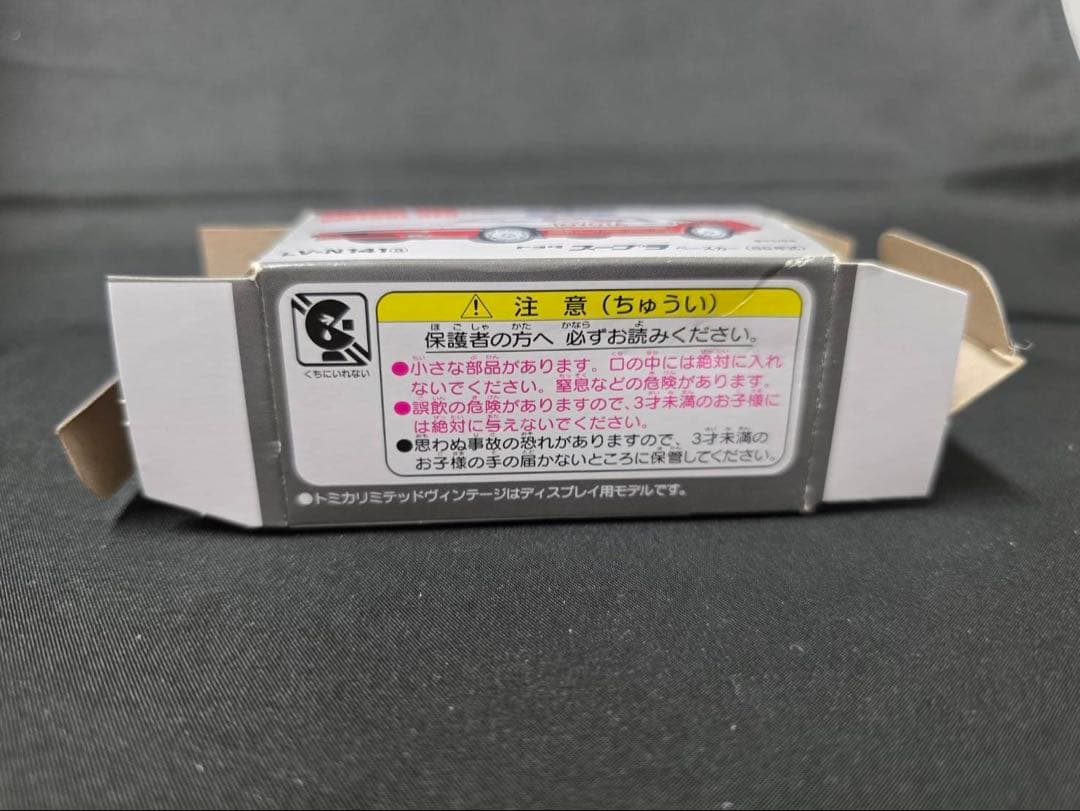 LV-N141a
トヨタ スープラ ペースカー
⚠ 注意（ちゅうい）
保護者の方へ 必ずお読みください。
●小さな部品があります。口の中には絶対に入れ
ないでください。窒息などの危険があります。
●誤飲の危険がありますので、3才未満のお子様に
は絶対に与えないでください。
●思わぬ事故の恐れがありますので、3才未満の
お子様の手の届かないところに保管してください。
くちにいれない
●トミカリミテッドヴィンテージはディスプレイ用モデルです。